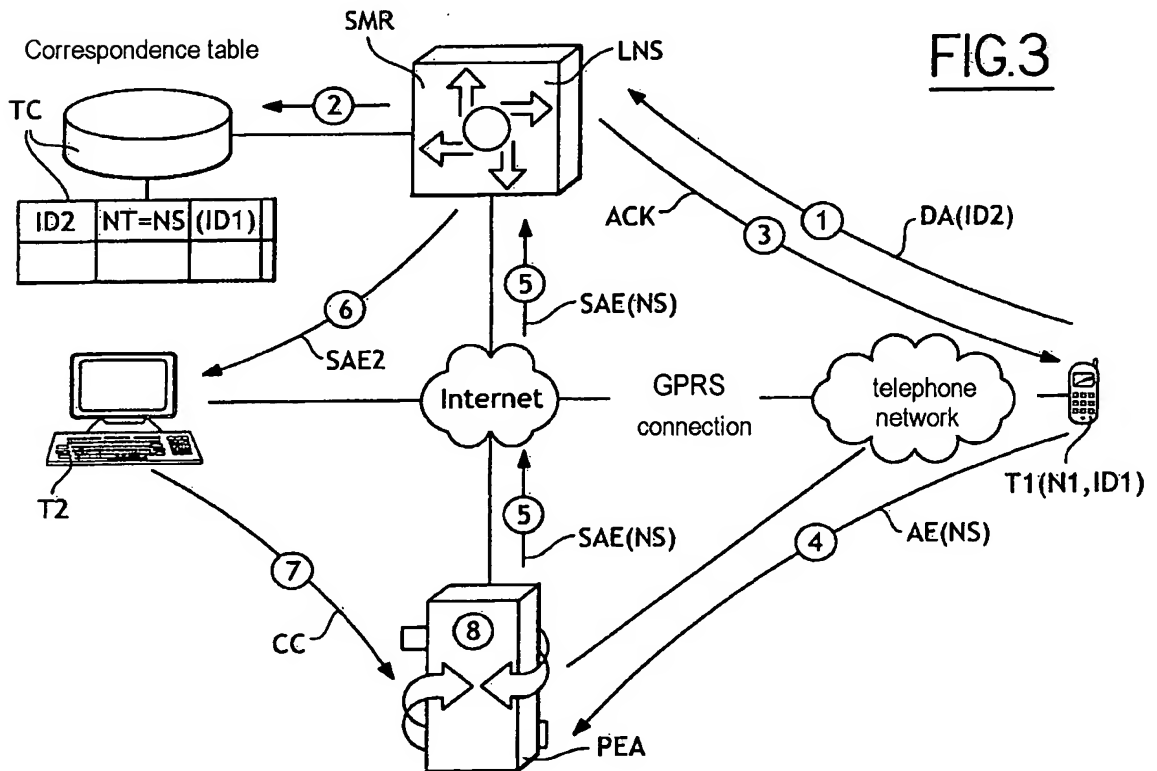 FIG.3
SMR
LNS
Correspondence table
TC
2
ID2 NT=NS (ID1)
ACK
3
1
DA(ID2)
5
SAE(NS)
6
SAE2
Internet
GPRS
connection
telephone
network
T1(N1,ID1)
T2
5
SAE(NS)
4
AE(NS)
7
CC
8
PEA